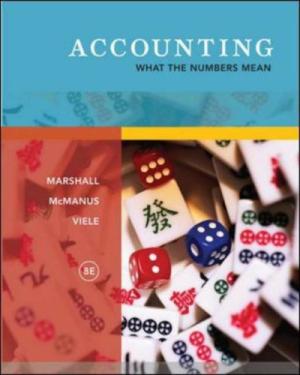 ACCOUNTING
WHAT THE NUMBERS MEAN
MARSHALL
McMANUS
VIELE
8E
發